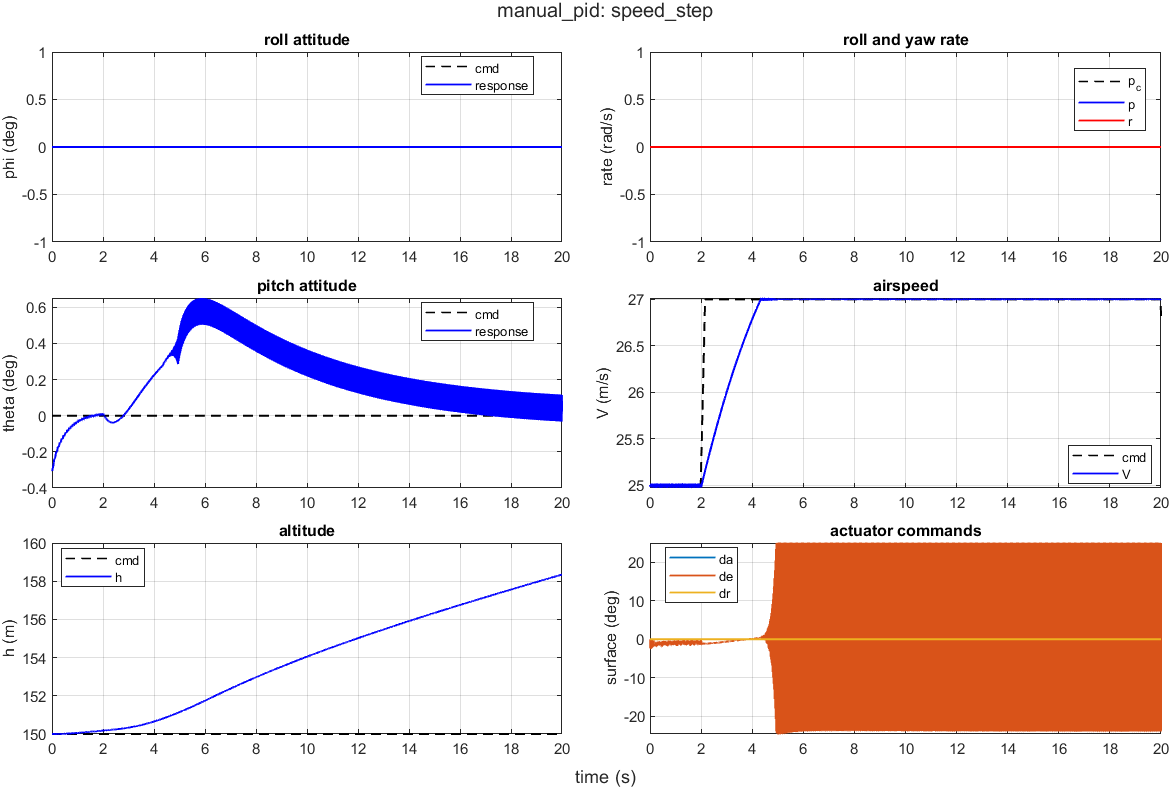 manual_pid: speed_step
roll attitude
phi (deg)
1
0.5
0
-0.5
-1
0 2 4 6 8 10 12 14 16 18 20
cmd
response
roll and yaw rate
rate (rad/s)
1
0.5
0
-0.5
-1
0 2 4 6 8 10 12 14 16 18 20
p_c
p
r
pitch attitude
theta (deg)
0.6
0.4
0.2
0
-0.2
-0.4
0 2 4 6 8 10 12 14 16 18 20
cmd
response
airspeed
V (m/s)
27
26.5
26
25.5
25
0 2 4 6 8 10 12 14 16 18 20
cmd
V
altitude
h (m)
160
158
156
154
152
150
0 2 4 6 8 10 12 14 16 18 20
cmd
h
actuator commands
surface (deg)
20
10
0
-10
-20
0 2 4 6 8 10 12 14 16 18 20
da
de
dr
time (s)